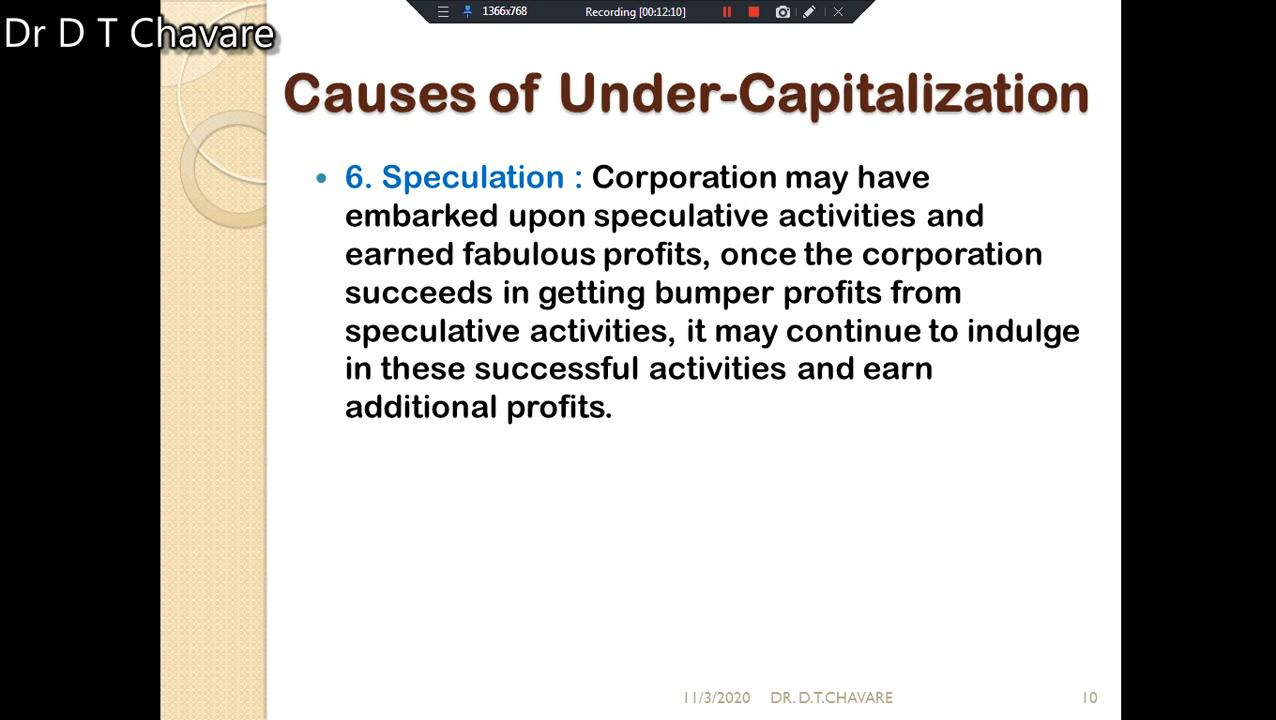 1366x768
Recording [00:12:10]
Dr D T Chavare
Causes of Under-Capitalization
• 6. Speculation : Corporation may have
embarked upon speculative activities and
earned fabulous profits, once the corporation
succeeds in getting bumper profits from
speculative activities, it may continue to indulge
in these successful activities and earn
additional profits.
11/3/2020
DR. D.T.CHAVARE
10